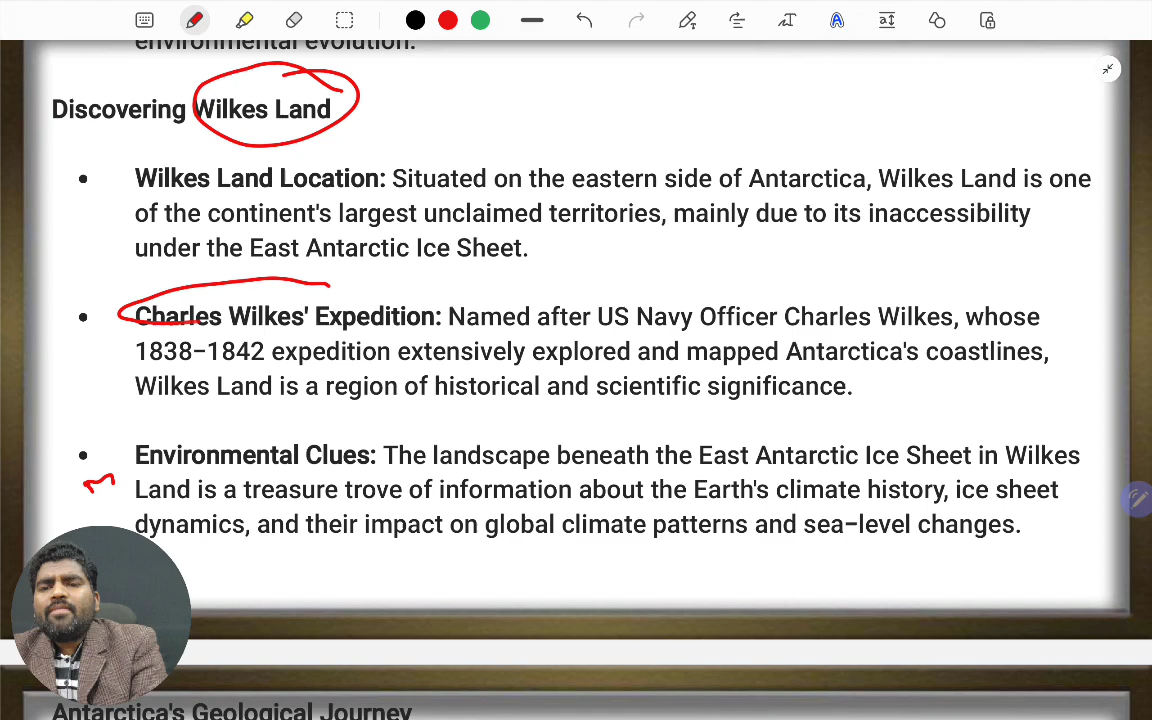 environmental evolution.
Discovering Wilkes Land
• Wilkes Land Location: Situated on the eastern side of Antarctica, Wilkes Land is one
of the continent's largest unclaimed territories, mainly due to its inaccessibility
under the East Antarctic Ice Sheet.
• Charles Wilkes' Expedition: Named after US Navy Officer Charles Wilkes, whose
1838–1842 expedition extensively explored and mapped Antarctica's coastlines,
Wilkes Land is a region of historical and scientific significance.
• Environmental Clues: The landscape beneath the East Antarctic Ice Sheet in Wilkes
Land is a treasure trove of information about the Earth's climate history, ice sheet
dynamics, and their impact on global climate patterns and sea–level changes.
Antarctica's Geological Journey